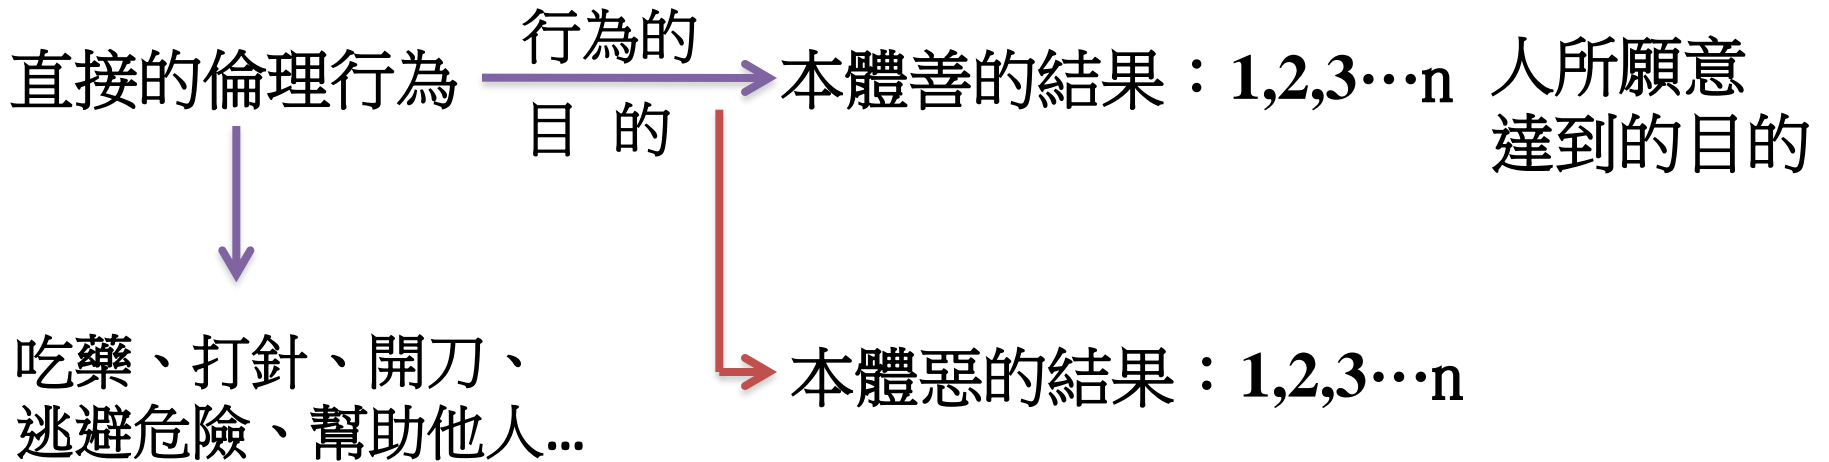 行為的
直接的倫理行為
目 的
本體善的結果：1,2,3…n
人所願意
達到的目的
吃藥、打針、開刀、
逃避危險、幫助他人...
本體惡的結果：1,2,3…n